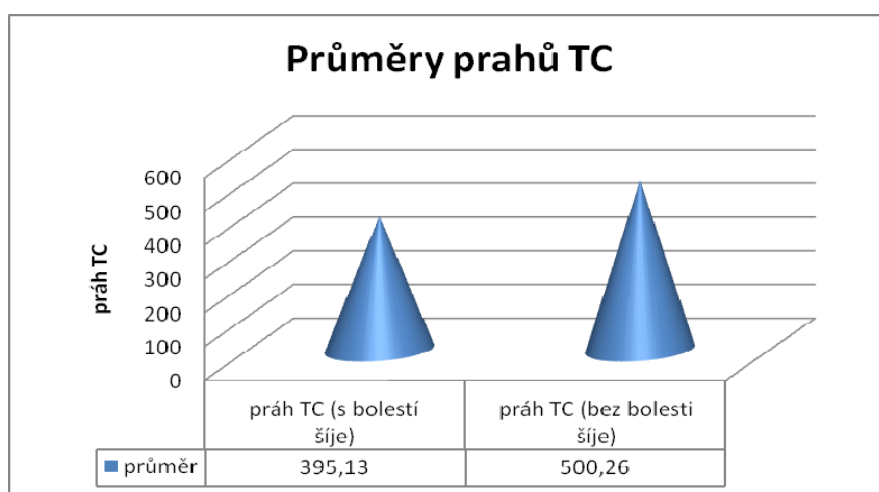 Průměry prahů TC
práh TC
600
500
400
300
200
100
0
práh TC (s bolestí
šíje)
práh TC (bez bolesti
šíje)
průměr
395,13
500,26